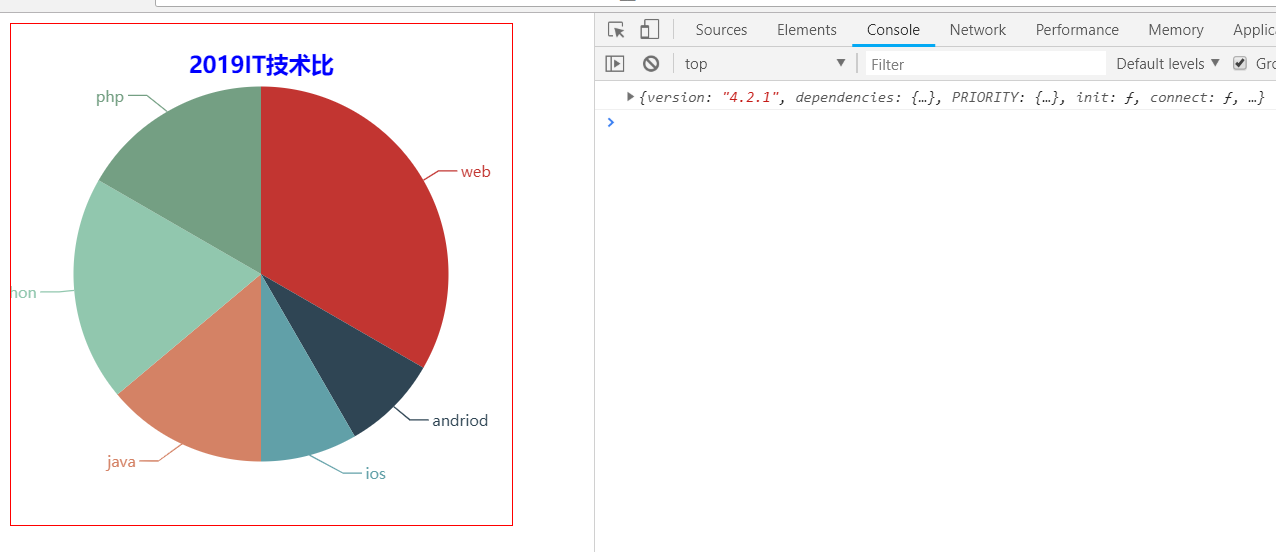 2019IT技术比
php
web
hon
andriod
java
ios
Sources Elements Console Network Performance Memory Applica
top Filter Default levels Gro
{version: "4.2.1", dependencies: {…}, PRIORITY: {…}, init: ƒ, connect: ƒ, …}